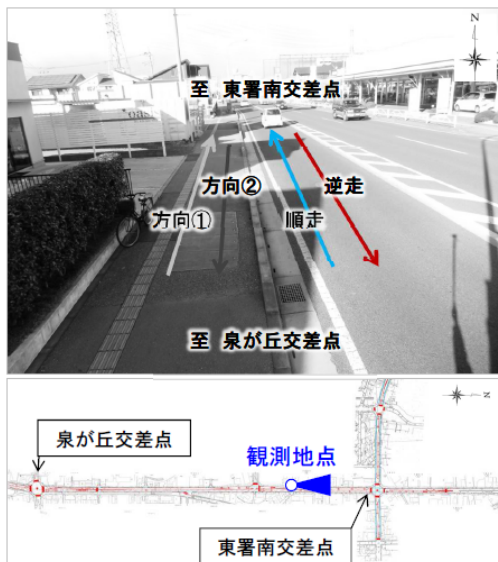 N
至 東署南交差点
方向②
逆走
方向①
順走
至 泉が丘交差点
N
泉が丘交差点
観測地点
東署南交差点